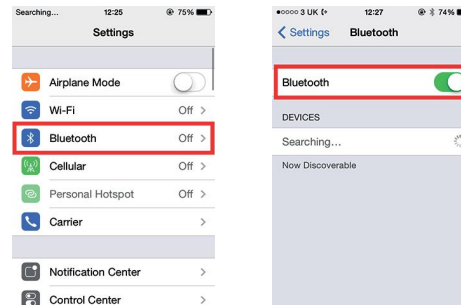 Searching... 12:25 75%
Settings
Airplane Mode
Wi-Fi Off
Bluetooth Off
Cellular Off
Personal Hotspot Off
Carrier
Notification Center
Control Center
3 UK 12:27 74%
Settings Bluetooth
Bluetooth
DEVICES
Searching...
Now Discoverable